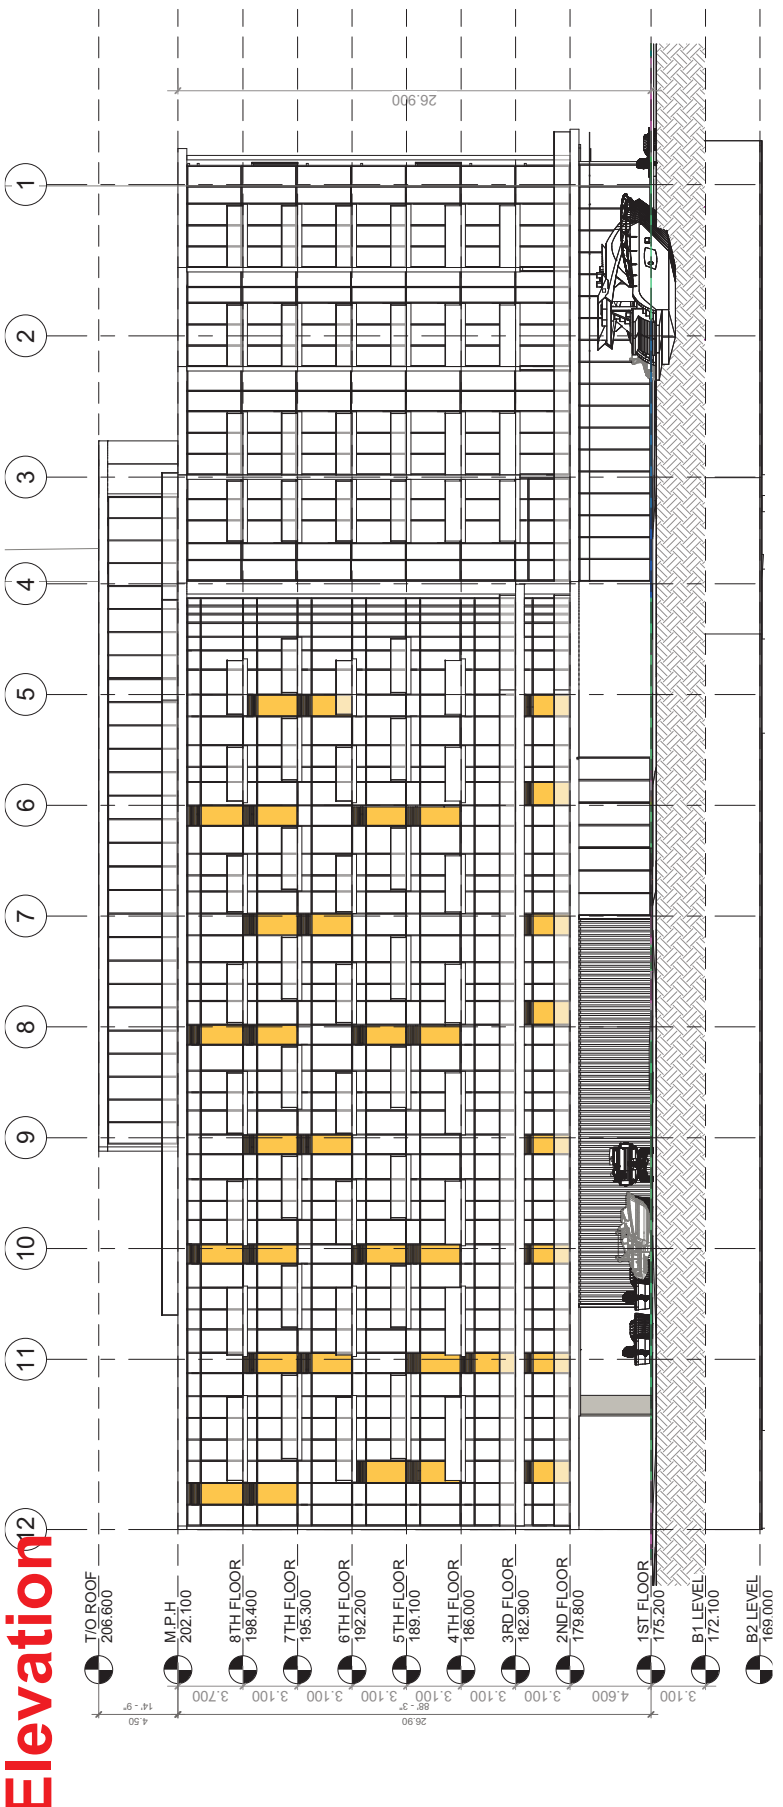 Elevation
12
11
10
9
8
7
6
5
4
3
2
1
T/O ROOF
206.600
M.P.H
202.100
8TH FLOOR
198.400
7TH FLOOR
195.300
6TH FLOOR
192.200
5TH FLOOR
189.100
4TH FLOOR
186.000
3RD FLOOR
182.900
2ND FLOOR
179.800
1ST FLOOR
175.200
B1 LEVEL
172.100
B2 LEVEL
169.000
3.700
3.100
3.100
3.100
3.100
3.100
3.100
4.600
3.100
4.50
14' - 9"
26.90
88' - 3"
26.900